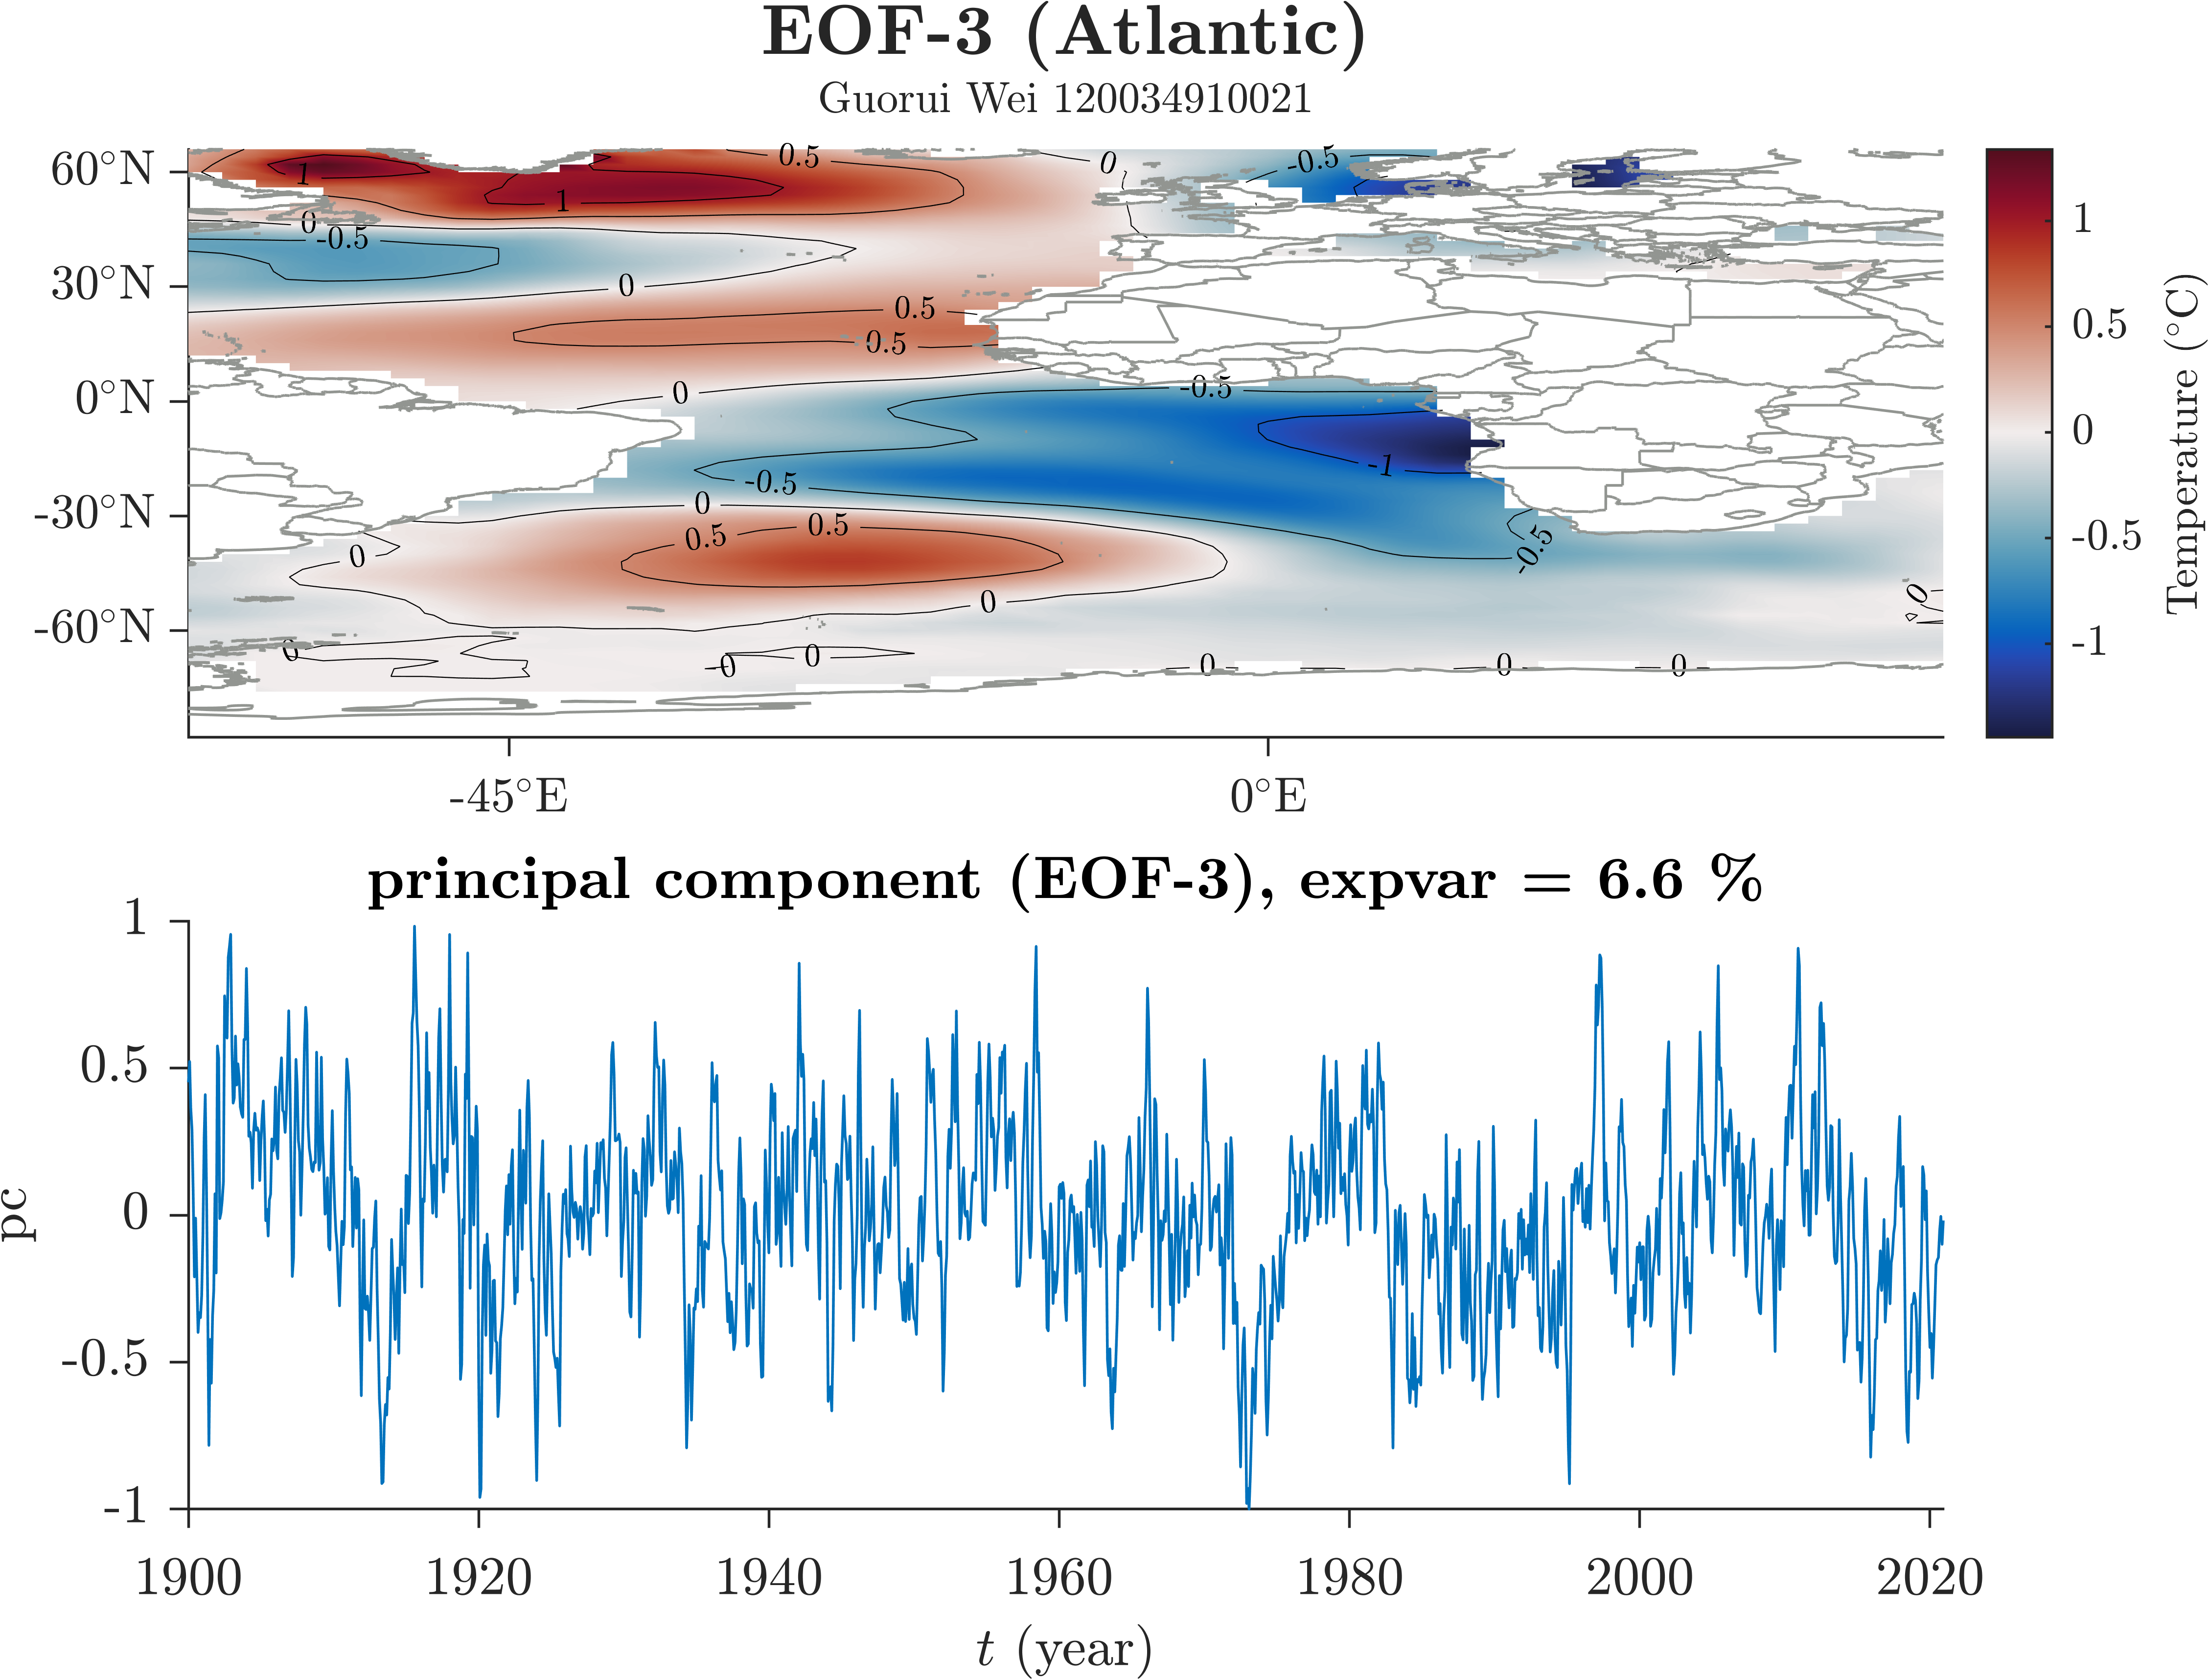 EOF-3 (Atlantic)
Guorui Wei 120034910021
60°N
30°N
0°N
-30°N
-60°N
-45°E
0°E
1
1
0.5
0
-0.5
0
-0.5
0
0.5
0.5
0
-0.5
-1
-0.5
0
0.5
0.5
0
-0.5
0
0
0
-0
0
0
0
0
1
0.5
0
-0.5
-1
Temperature (°C)
principal component (EOF-3), expvar = 6.6 %
1
0.5
0
-0.5
-1
pc
1900 1920 1940 1960 1980 2000 2020
t (year)